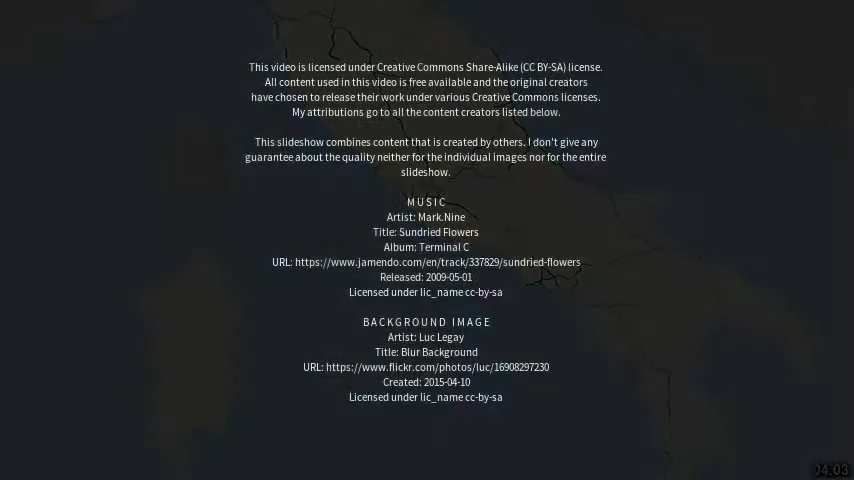 This video is licensed under Creative Commons Share-Alike (CC BY-SA) license.
All content used in this video is free available and the original creators
have chosen to release their work under various Creative Commons licenses.
My attributions go to all the content creators listed below.
This slideshow combines content that is created by others. I don't give any
guarantee about the quality neither for the individual images nor for the entire
slideshow.
MUSIC
Artist: Mark.Nine
Title: Sundried Flowers
Album: Terminal C
URL: https://www.jamendo.com/en/track/337829/sundried-flowers
Released: 2009-05-01
Licensed under lic_name cc-by-sa
BACKGROUND IMAGE
Artist: Luc Legay
Title: Blur Background
URL: https://www.flickr.com/photos/luc/16908297230
Created: 2015-04-10
Licensed under lic_name cc-by-sa
04.03